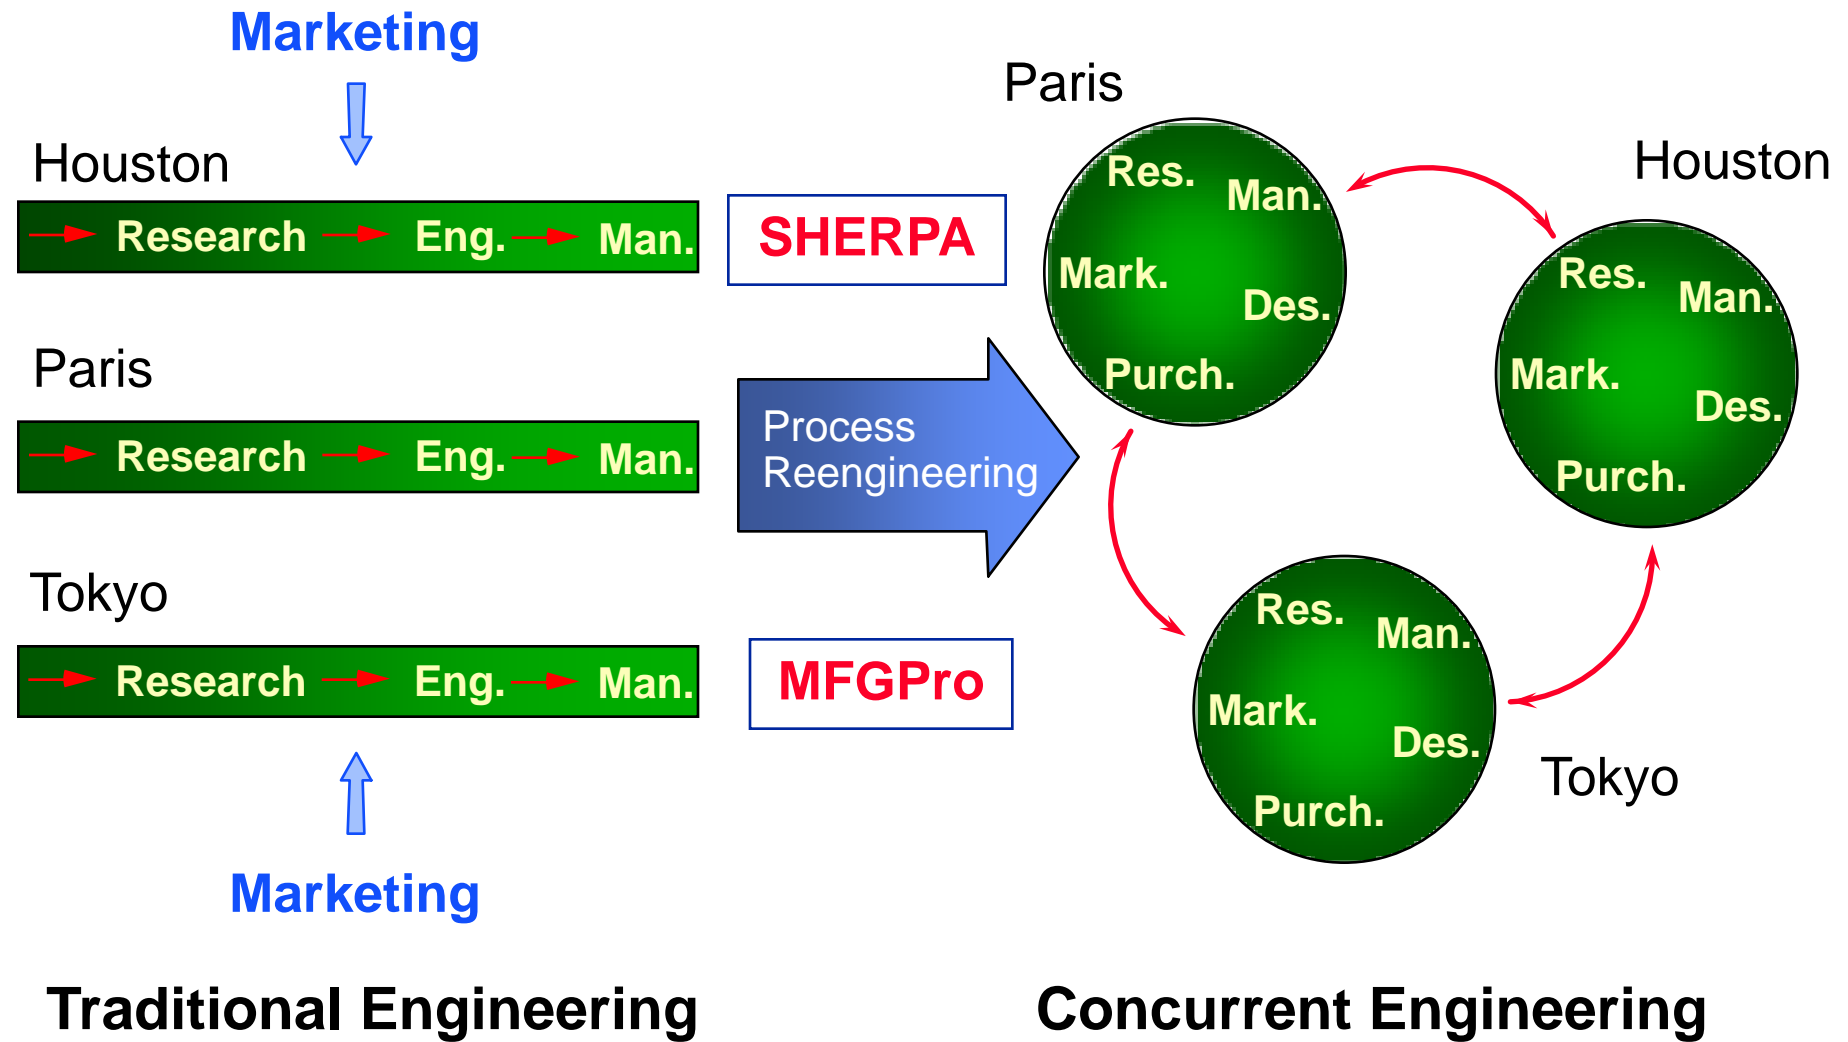 Marketing
Houston
Research Eng. Man.
Paris
Research Eng. Man.
Tokyo
Research Eng. Man.
Marketing
Traditional Engineering
SHERPA
Process
Reengineering
MFGPro
Paris
Res.
Man.
Mark.
Des.
Purch.
Houston
Res.
Man.
Mark.
Des.
Purch.
Res.
Man.
Mark.
Des.
Purch.
Tokyo
Concurrent Engineering